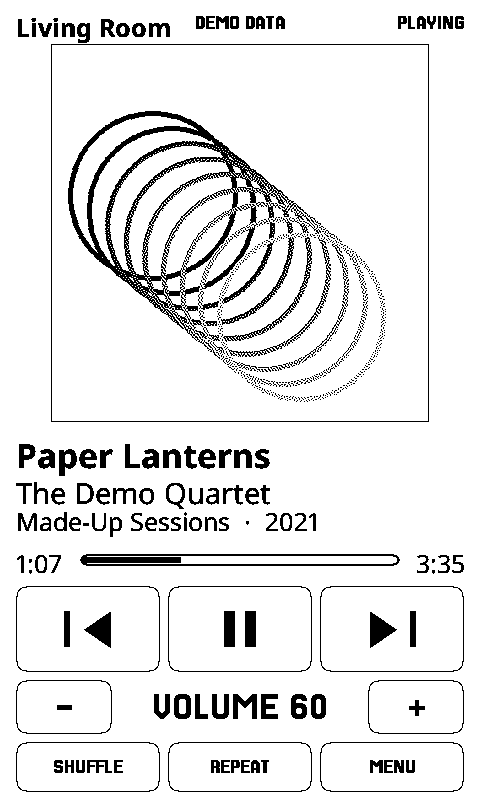 Living Room DEMO DATA PLAYING
Paper Lanterns
The Demo Quartet
Made-Up Sessions · 2021
1:07 3:35
- VOLUME 60 +
SHUFFLE REPEAT MENU